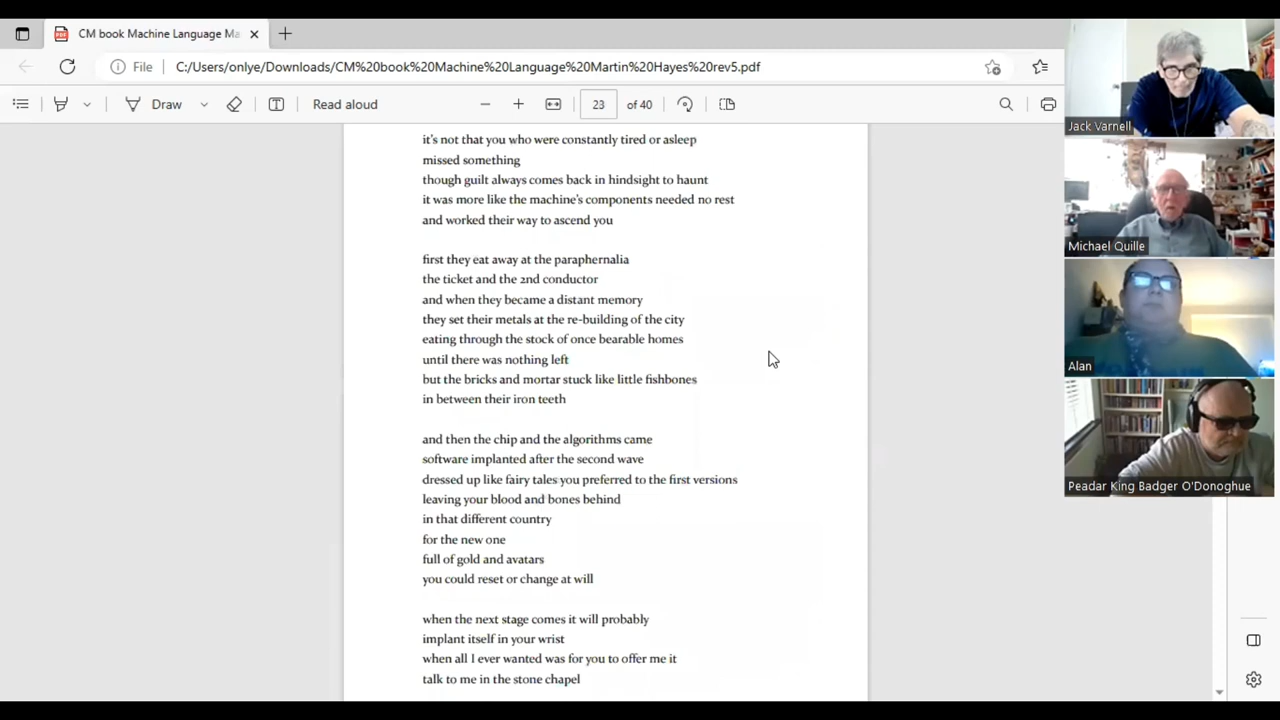 CM book Machine Language Ma
File
C:/Users/onlye/Downloads/CM%20book%20Machine%20Language%20Martin%20Hayes%20rev5.pdf
Draw
Read aloud
23 of 40
it's not that you who were constantly tired or asleep
missed something
though guilt always comes back in hindsight to haunt
it was more like the machine's components needed no rest
and worked their way to ascend you
first they eat away at the paraphernalia
the ticket and the 2nd conductor
and when they became a distant memory
they set their metals at the re-building of the city
eating through the stock of once bearable homes
until there was nothing left
but the bricks and mortar stuck like little fishbones
in between their iron teeth
and then the chip and the algorithms came
software implanted after the second wave
dressed up like fairy tales you preferred to the first versions
leaving your blood and bones behind
in that different country
for the new one
full of gold and avatars
you could reset or change at will
when the next stage comes it will probably
implant itself in your wrist
when all I ever wanted was for you to offer me it
talk to me in the stone chapel
Jack Varnell
Michael Quille
Alan
Peadar King Badger O'Donoghue